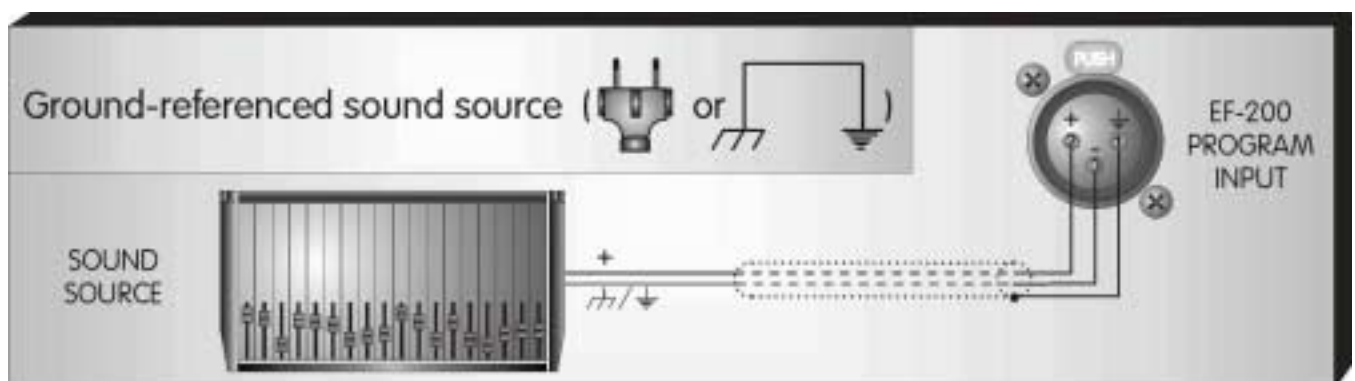 Ground-referenced sound source ( or )
PUSH
EF-200
PROGRAM
INPUT
+
-
SOUND
SOURCE
+
/